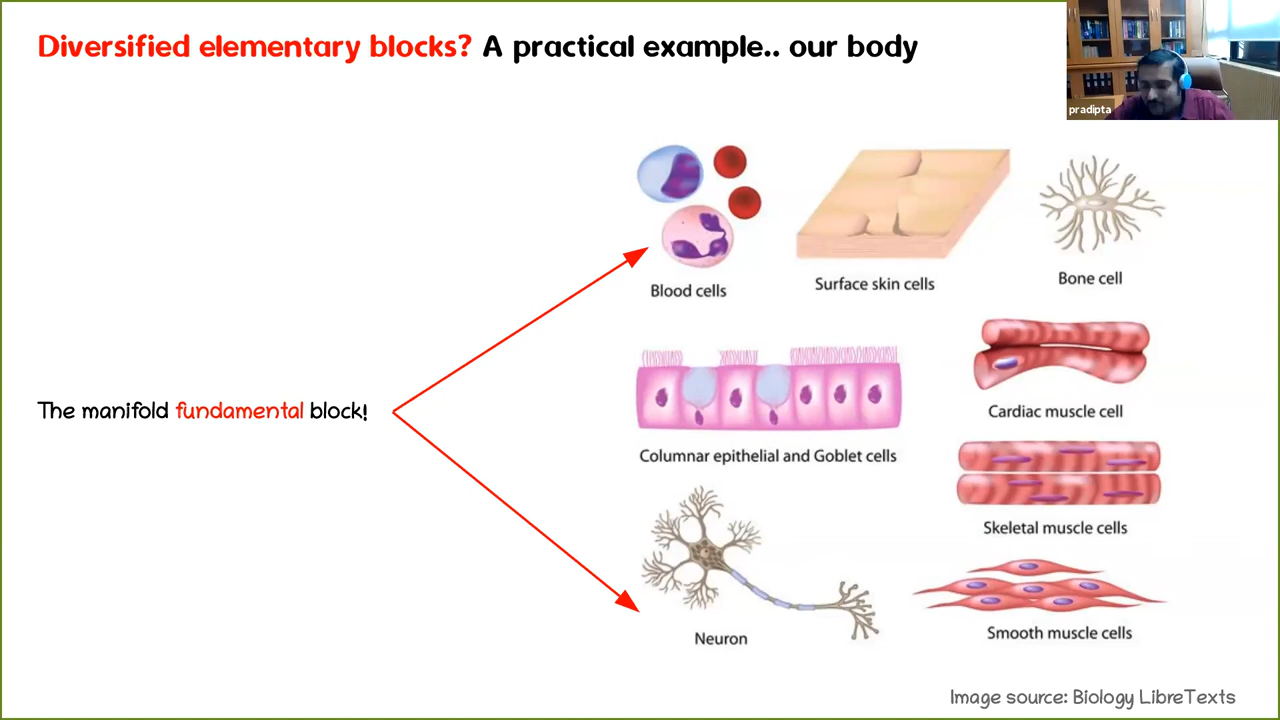 Diversified elementary blocks? A practical example.. our body
pradipta
Blood cells
Surface skin cells
Bone cell
Cardiac muscle cell
The manifold fundamental block!
Columnar epithelial and Goblet cells
Skeletal muscle cells
Neuron
Smooth muscle cells
Image source: Biology LibreTexts